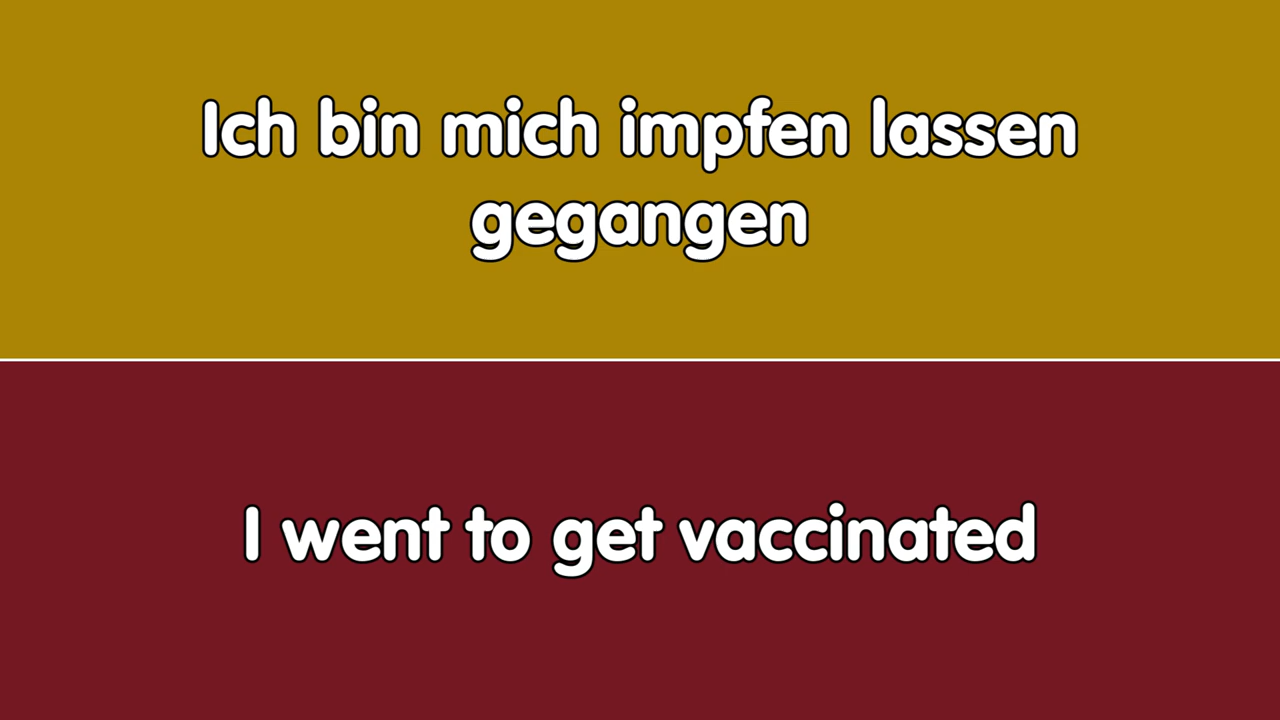 Ich bin mich impfen lassen
gegangen
I went to get vaccinated